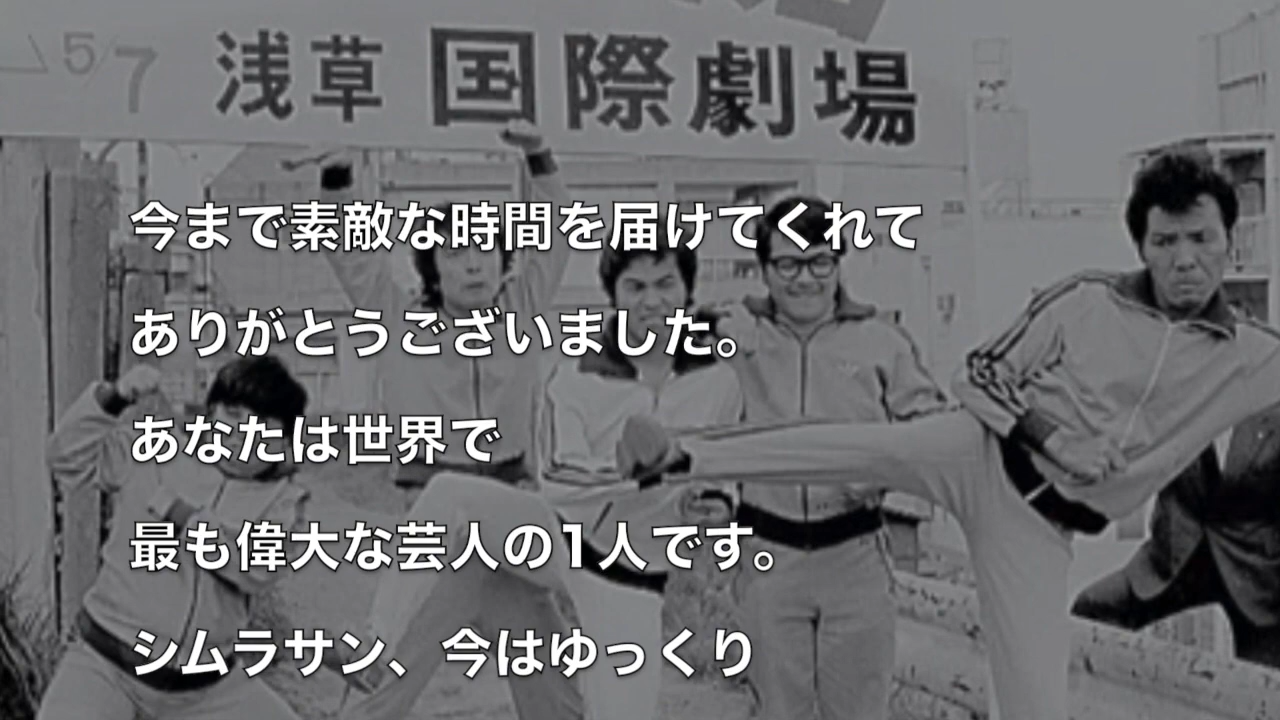 5/7 浅草 国際劇場
今まで素敵な時間を届けてくれて
ありがとうございました。
あなたは世界で
最も偉大な芸人の1人です。
シムラサン、今はゆっくり